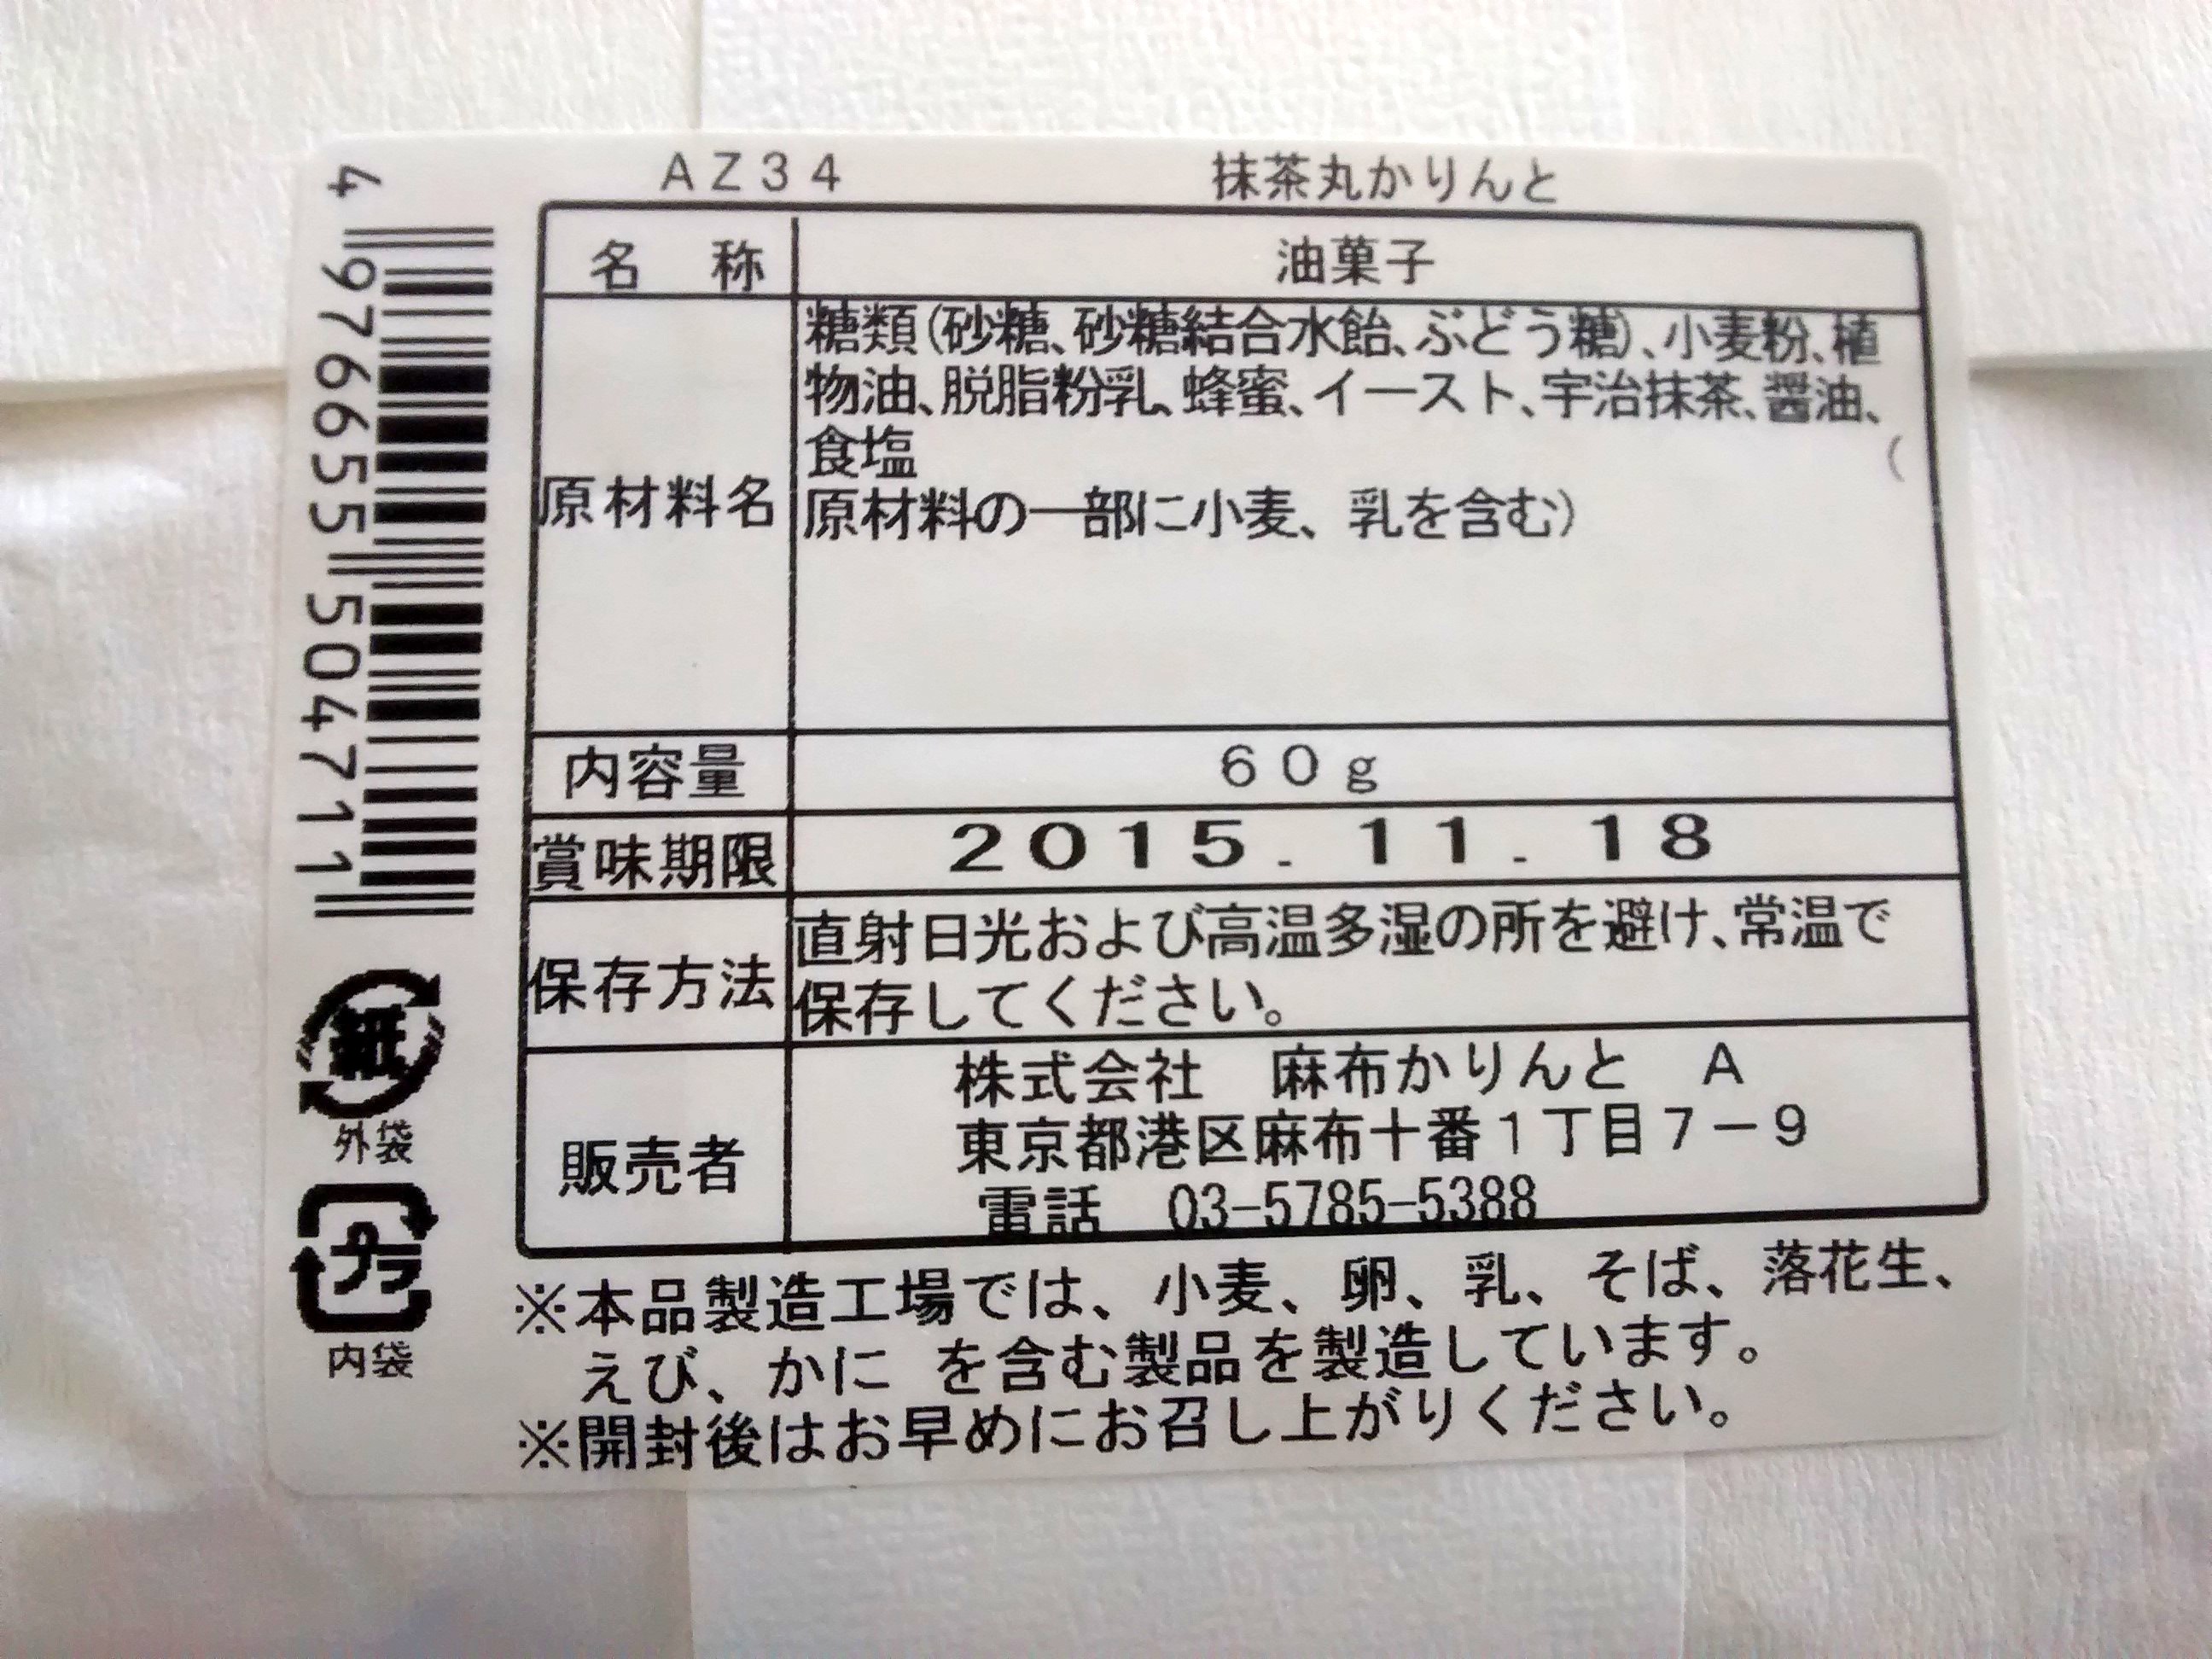 AZ34 抹茶丸かりんと
名 称 油菓子
原材料名
糖類(砂糖、砂糖結合水飴、ぶどう糖)、小麦粉、植
物油、脱脂粉乳、蜂蜜、イースト、宇治抹茶、醤油、
食塩 (
原材料の一部に小麦、乳を含む)
内容量 60g
賞味期限 2015.11.18
保存方法
直射日光および高温多湿の所を避け、常温で
保存してください。
販売者
株式会社 麻布かりんと A
東京都港区麻布十番1丁目7-9
電話 03-5785-5388
※本品製造工場では、小麦、卵、乳、そば、落花生、
えび、かに を含む製品を製造しています。
※開封後はお早めにお召し上がりください。
4 976655 504711
紙
外袋
プラ
内袋